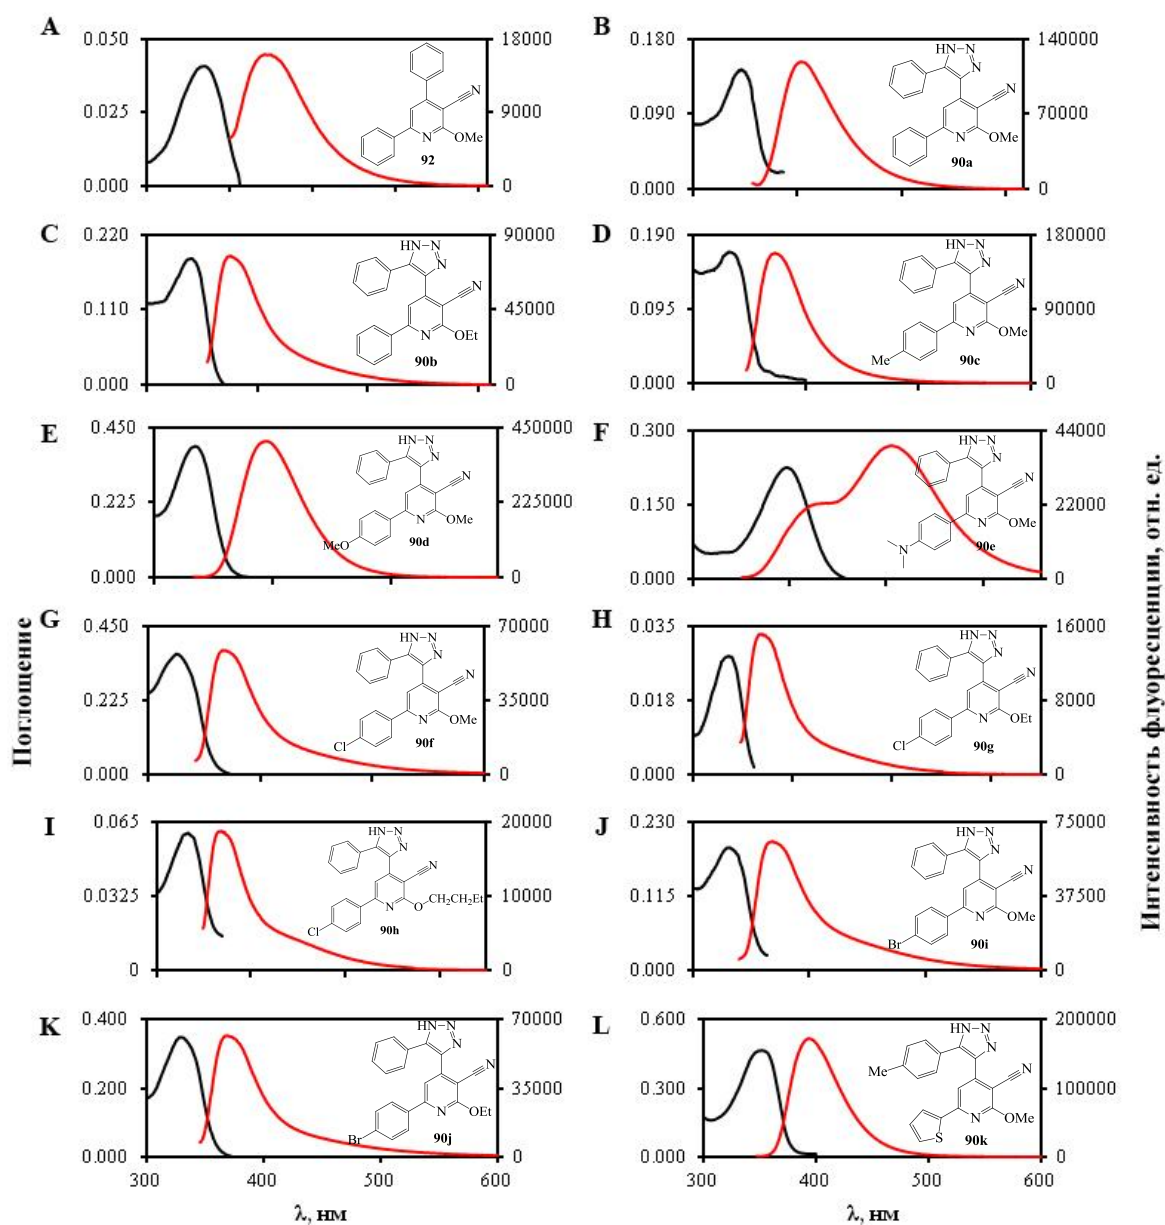 A
0.050
0.025
0.000
18000
9000
0
N
N
OMe
92
B
0.180
0.090
0.000
140000
70000
0
HN
N
N
N
N
OMe
90a
C
0.220
0.110
0.000
90000
45000
0
HN
N
N
N
N
OEt
90b
D
0.190
0.095
0.000
180000
90000
0
HN
N
N
N
N
OMe
Me
90c
E
0.450
0.225
0.000
450000
225000
0
HN
N
N
N
N
OMe
MeO
90d
F
0.300
0.150
0.000
44000
22000
0
HN
N
N
N
N
OMe
N
90e
G
0.450
0.225
0.000
70000
35000
0
HN
N
N
N
N
OMe
Cl
90f
H
0.035
0.018
0.000
16000
8000
0
HN
N
N
N
N
OEt
Cl
90g
I
0.065
0.0325
0
20000
10000
0
HN
N
N
N
N
O
CH₂CH₂Et
Cl
90h
J
0.230
0.115
0.000
75000
37500
0
HN
N
N
N
N
OMe
Br
90i
K
0.400
0.200
0.000
70000
35000
0
HN
N
N
N
N
OEt
Br
90j
300 400 500 600
λ, нм
L
0.600
0.300
0.000
200000
100000
0
HN
N
N
Me
N
N
OMe
S
90k
300 400 500 600
λ, нм
Поглощение
Интенсивность флуоресценции, отн. ед.